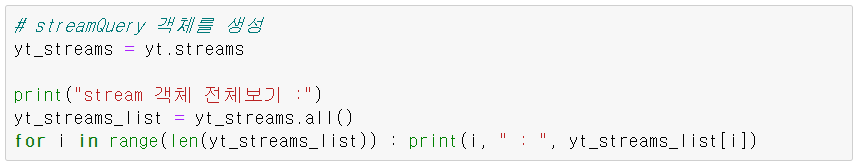 # streamQuery 객체를 생성
yt_streams = yt.streams
print("stream 객체 전체보기 :")
yt_streams_list = yt_streams.all()
for i in range(len(yt_streams_list)) : print(i, " : ", yt_streams_list[i])